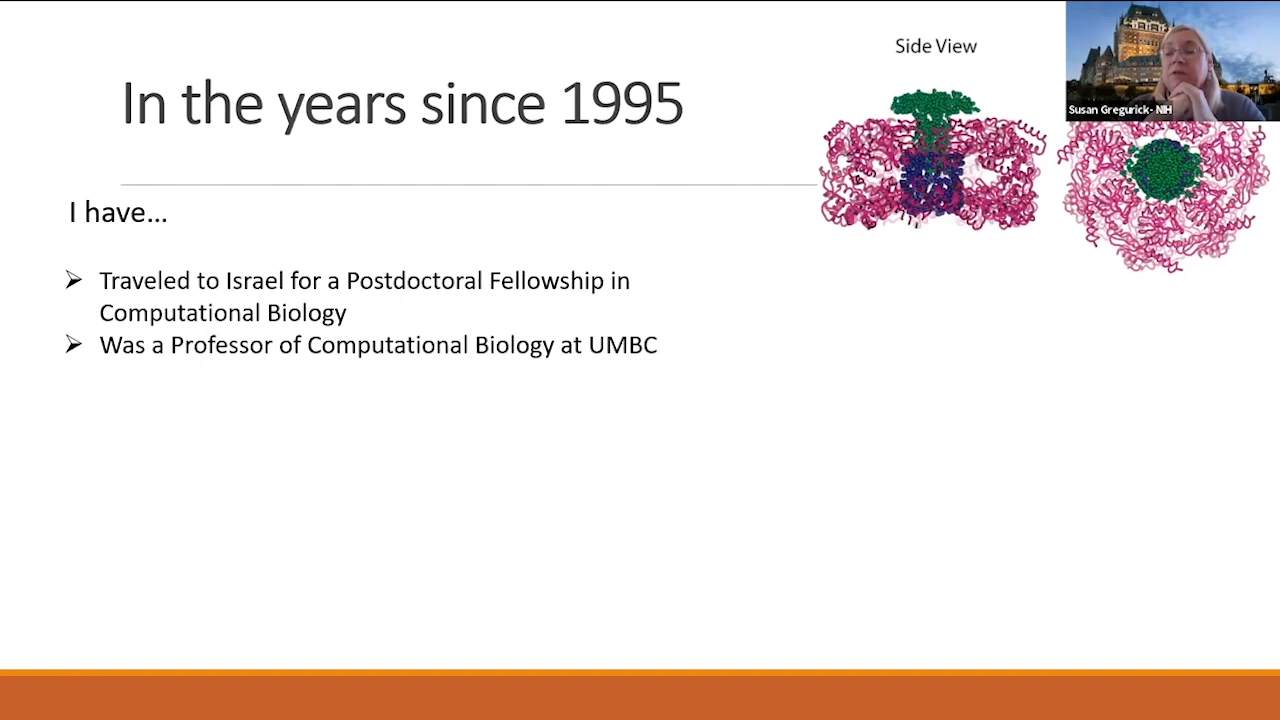 Side View
In the years since 1995
Susan Gregurick- NIH
I have…
➢ Traveled to Israel for a Postdoctoral Fellowship in
Computational Biology
➢ Was a Professor of Computational Biology at UMBC